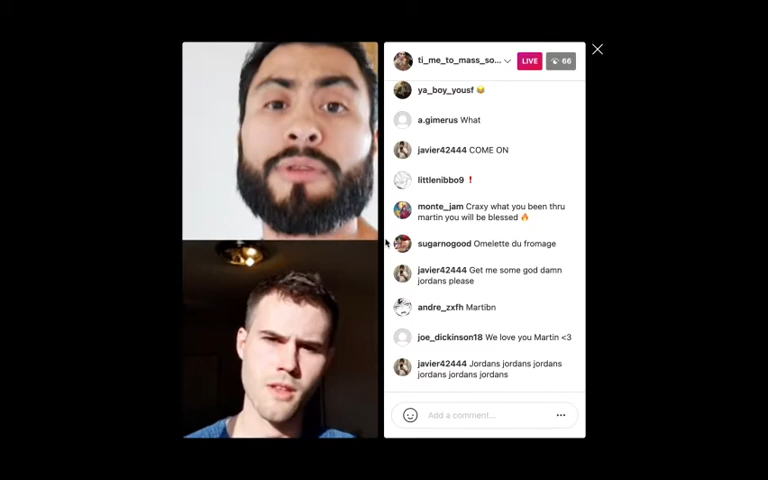 ti_me_to_mass_so...
LIVE
66
ya_boy_yousf 😂
a.gimerus What
javier42444 COME ON
littlenibbo9 ❗
monte_jam Craxy what you been thru
martin you will be blessed 🔥
sugarnogood Omelette du fromage
javier42444 Get me some god damn
jordans please
andre_zxfh Martibn
joe_dickinson18 We love you Martin <3
javier42444 Jordans jordans jordans
jordans jordans jordans
Add a comment...